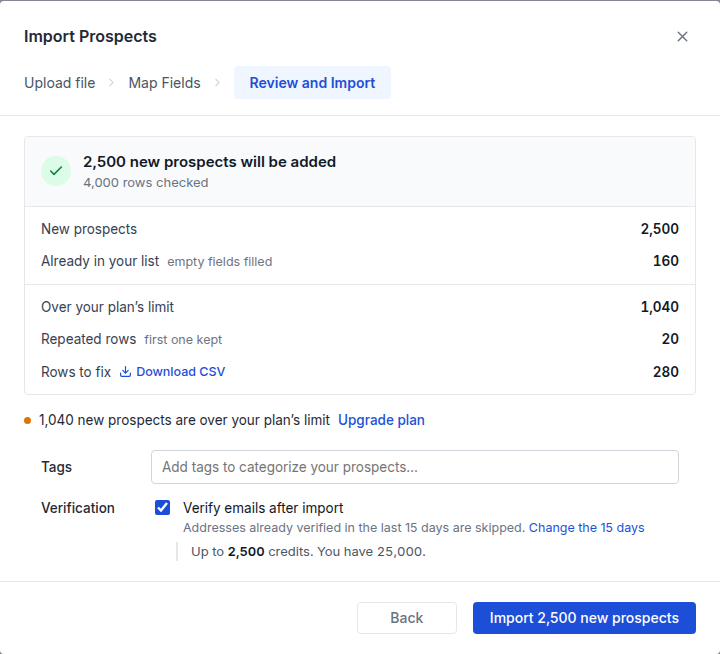 Import Prospects
Upload file
Map Fields
Review and Import
2,500 new prospects will be added
4,000 rows checked
New prospects 2,500
Already in your list empty fields filled 160
Over your plan’s limit 1,040
Repeated rows first one kept 20
Rows to fix Download CSV 280
1,040 new prospects are over your plan’s limit Upgrade plan
Tags Add tags to categorize your prospects...
Verification Verify emails after import
Addresses already verified in the last 15 days are skipped. Change the 15 days
Up to 2,500 credits. You have 25,000.
Back Import 2,500 new prospects